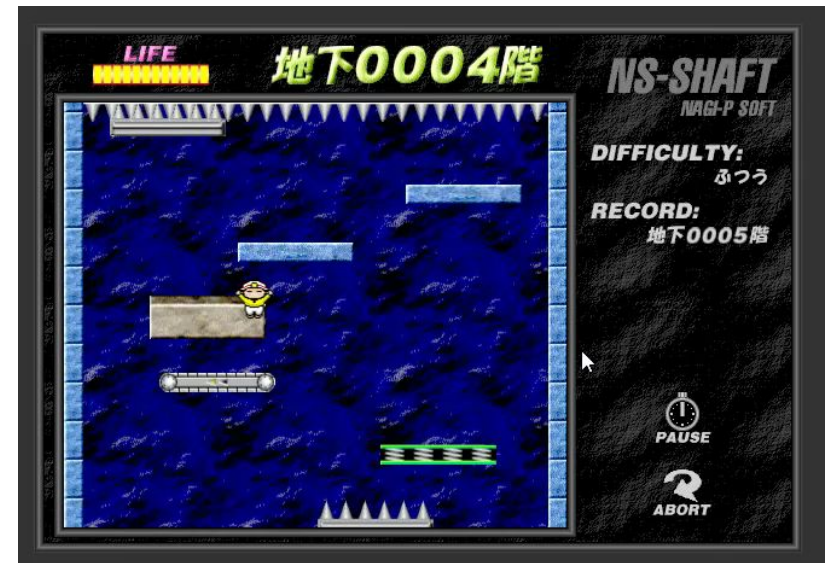 LIFE
地下0004階
NS-SHAFT
NAGI-P SOFT
DIFFICULTY:
ふつう
RECORD:
地下0005階
PAUSE
ABORT